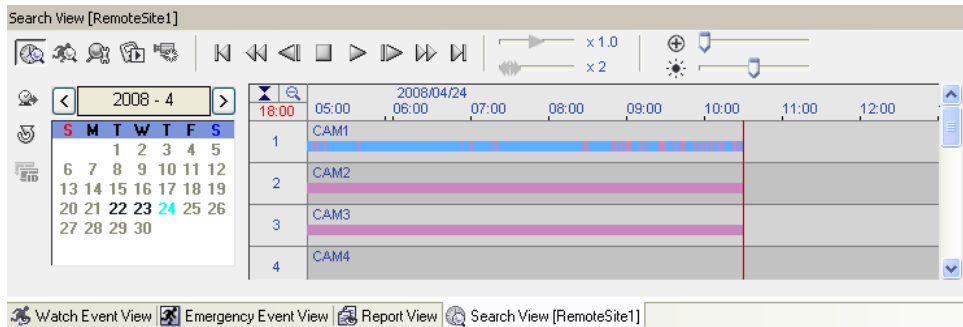 Search View [RemoteSite1]
x 1.0
x 2
2008 - 4
S M T W T F S
1 2 3 4 5
6 7 8 9 10 11 12
13 14 15 16 17 18 19
20 21 22 23 24 25 26
27 28 29 30
EID
2008/04/24
18:00 05:00 06:00 07:00 08:00 09:00 10:00 11:00 12:00
1 CAM1
2 CAM2
3 CAM3
4 CAM4
Watch Event View Emergency Event View Report View Search View [RemoteSite1]